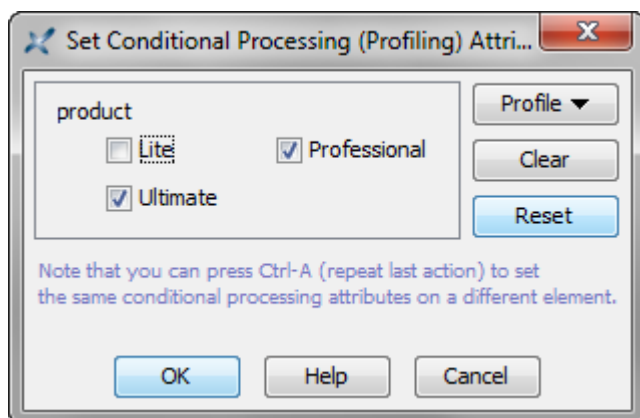 Set Conditional Processing (Profiling) Attri...
product
Profile
Lite
Professional
Clear
Ultimate
Reset
Note that you can press Ctrl-A (repeat last action) to set
the same conditional processing attributes on a different element.
OK
Help
Cancel